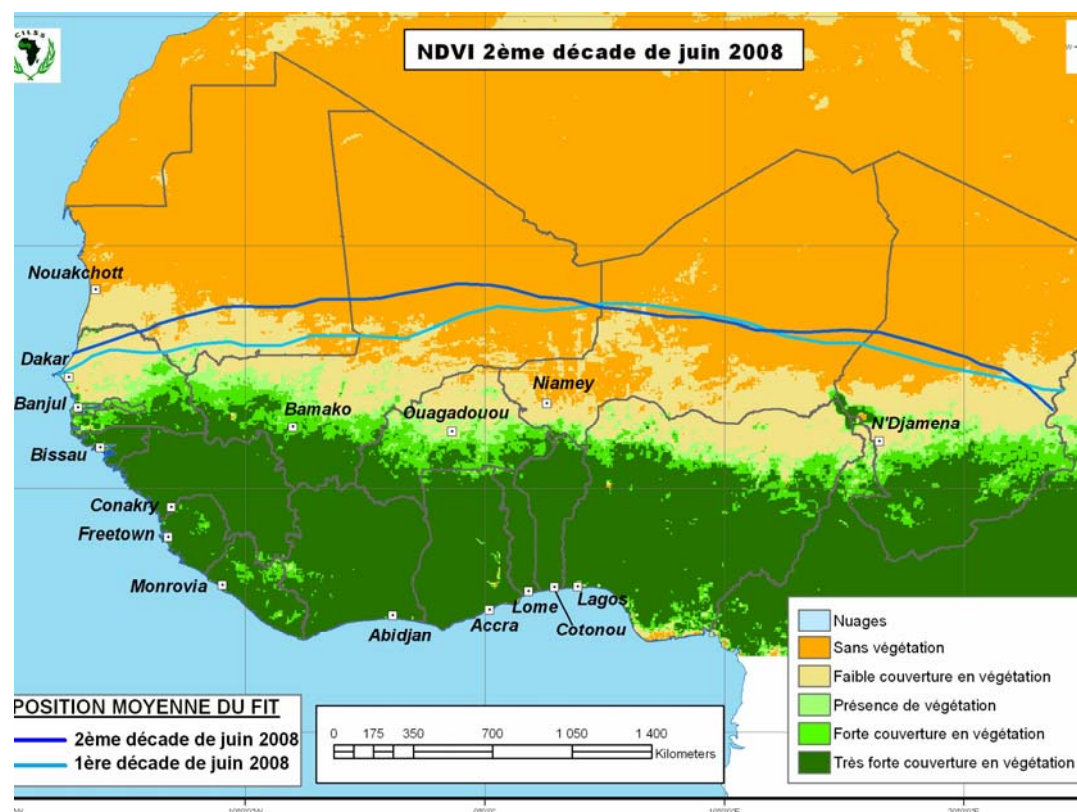 CILSS
NDVI 2ème décade de juin 2008
W
Nouakchott
Dakar
Banjul
Bissau
Bamako
Ouagadouou
Niamey
N'Djamena
Conakry
Freetown
Monrovia
Abidjan
Accra
Lome
Cotonou
Lagos
POSITION MOYENNE DU FIT
2ème décade de juin 2008
1ère décade de juin 2008
0 175 350 700 1 050 1 400
Kilometers
Nuages
Sans végétation
Faible couverture en végétation
Présence de végétation
Forte couverture en végétation
Très forte couverture en végétation